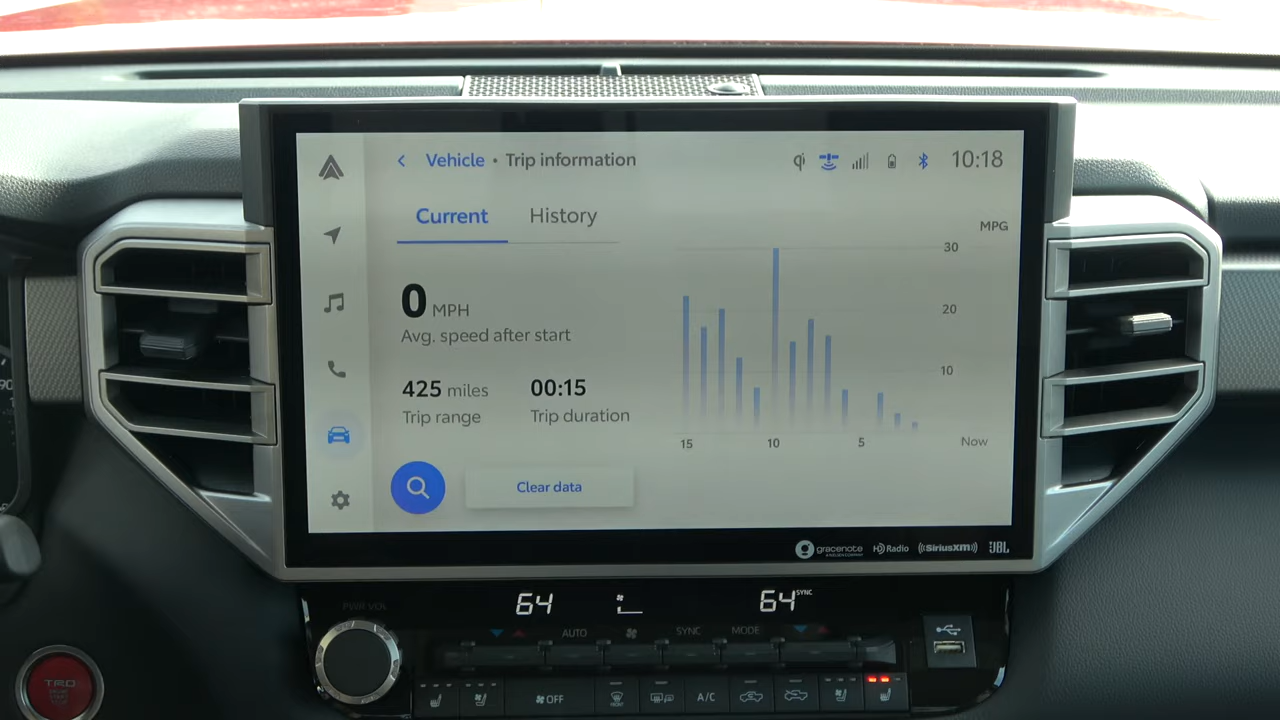 Vehicle • Trip information
10:18
Current
History
MPG
30
20
10
0 MPH
Avg. speed after start
425 miles
Trip range
00:15
Trip duration
15
10
5
Now
Clear data
gracenote
HD Radio
((SiriusXM))
JBL
PWR VOL
64
64 SYNC
AUTO
SYNC
MODE
TRD
OFF
FRONT
A/C
90